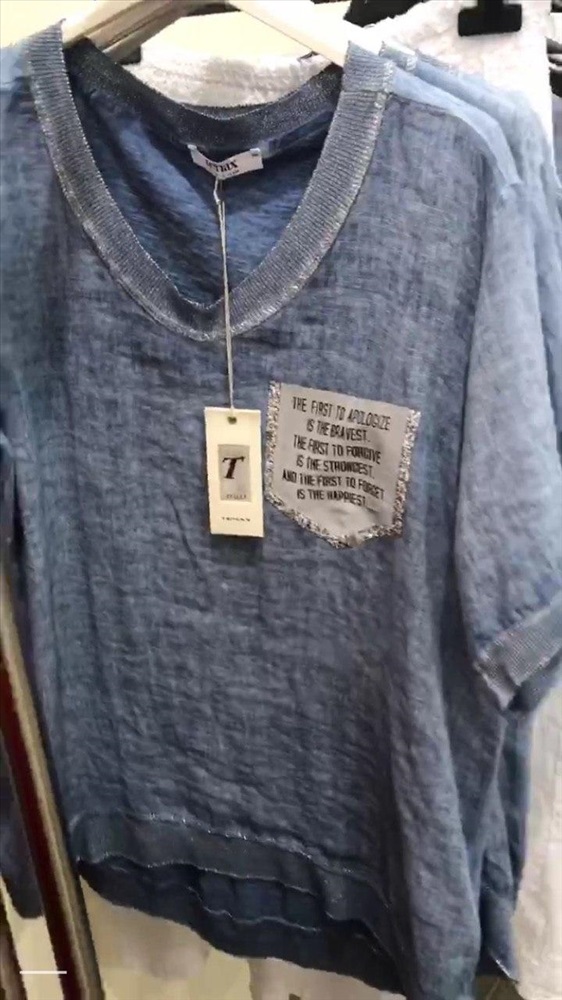 THE FIRST TO APOLOGIZE
IS THE BRAVEST.
THE FIRST TO FORGIVE
IS THE STRONGEST.
AND THE FIRST TO FORGET
IS THE HAPPIEST.
T